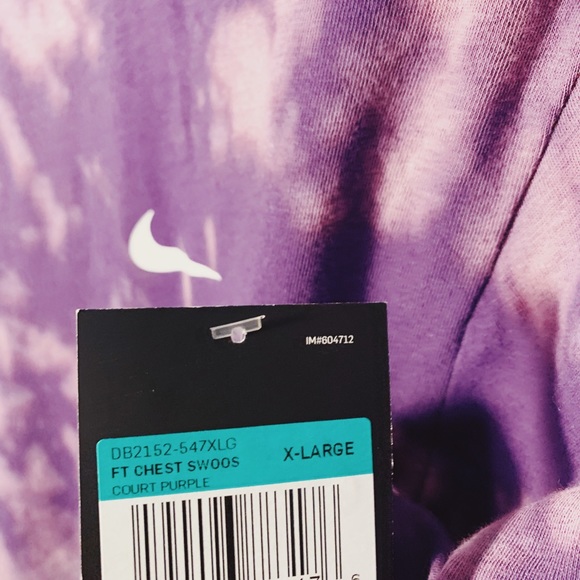 IM#604712
DB2152-547XLG
FT CHEST SWOOS
X-LARGE
COURT PURPLE